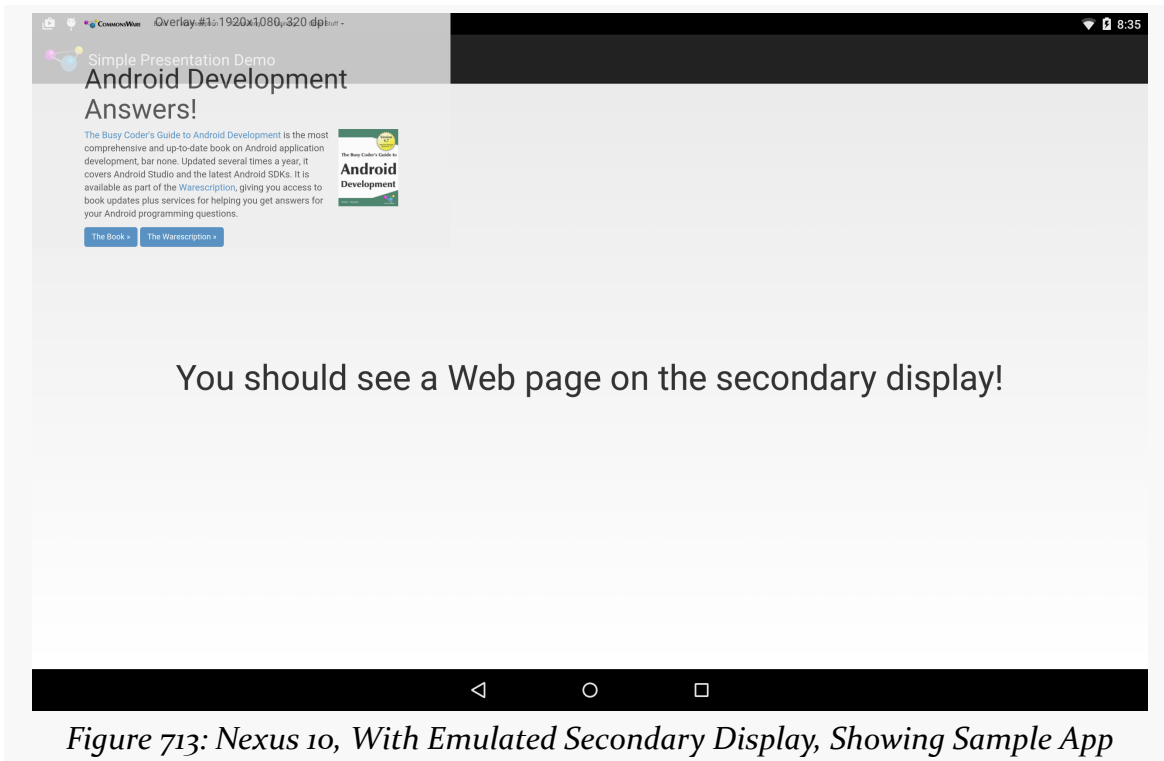 COMMONSWARE
Overlay #1: 1920x1080, 320 dpi
8:35
Simple Presentation Demo
Android Development
Answers!
The Busy Coder's Guide to Android Development is the most
comprehensive and up-to-date book on Android application
development, bar none. Updated several times a year, it
covers Android Studio and the latest Android SDKs. It is
available as part of the Warescription, giving you access to
book updates plus services for helping you get answers for
your Android programming questions.
The Busy Coder's Guide to
Android
Development
The Book »
The Warescription »
You should see a Web page on the secondary display!
Figure 713: Nexus 10, With Emulated Secondary Display, Showing Sample App